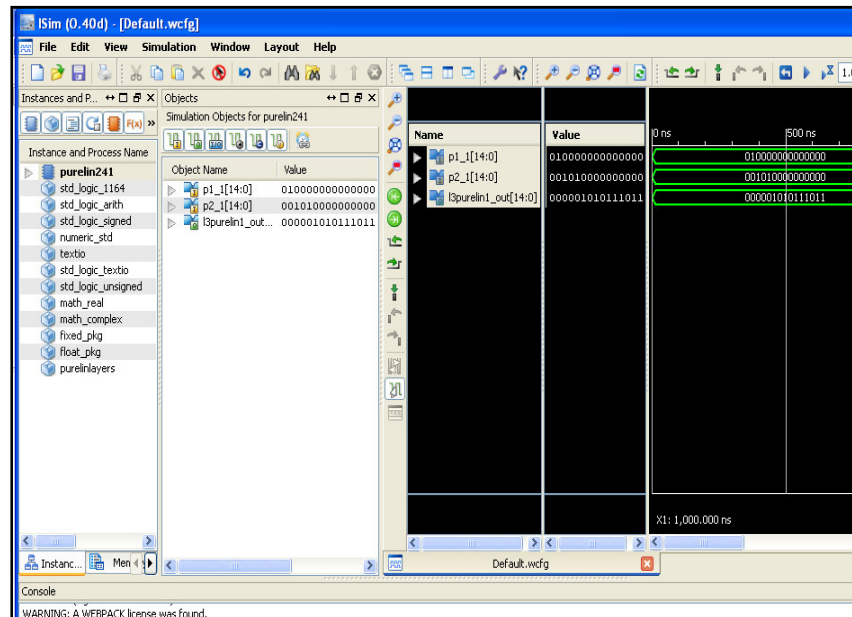 ISim (0.40d) - [Default.wcfg]
File Edit View Simulation Window Layout Help
1.0
Instances and P...
Objects
Simulation Objects for purelin241
F(x) »
Instance and Process Name
purelin241
std_logic_1164
std_logic_arith
std_logic_signed
numeric_std
textio
std_logic_textio
std_logic_unsigned
math_real
math_complex
fixed_pkg
float_pkg
purelinlayers
Object Name Value
p1_1[14:0] 010000000000000
p2_1[14:0] 001010000000000
l3purelin1_out... 000001010111011
Name Value
p1_1[14:0] 010000000000000
p2_1[14:0] 001010000000000
l3purelin1_out[14:0] 000001010111011
0 ns 500 ns
010000000000000
001010000000000
000001010111011
X1: 1,000.000 ns
Instanc... Men
Default.wcfg
Console
WARNING: A WEBPACK license was found.